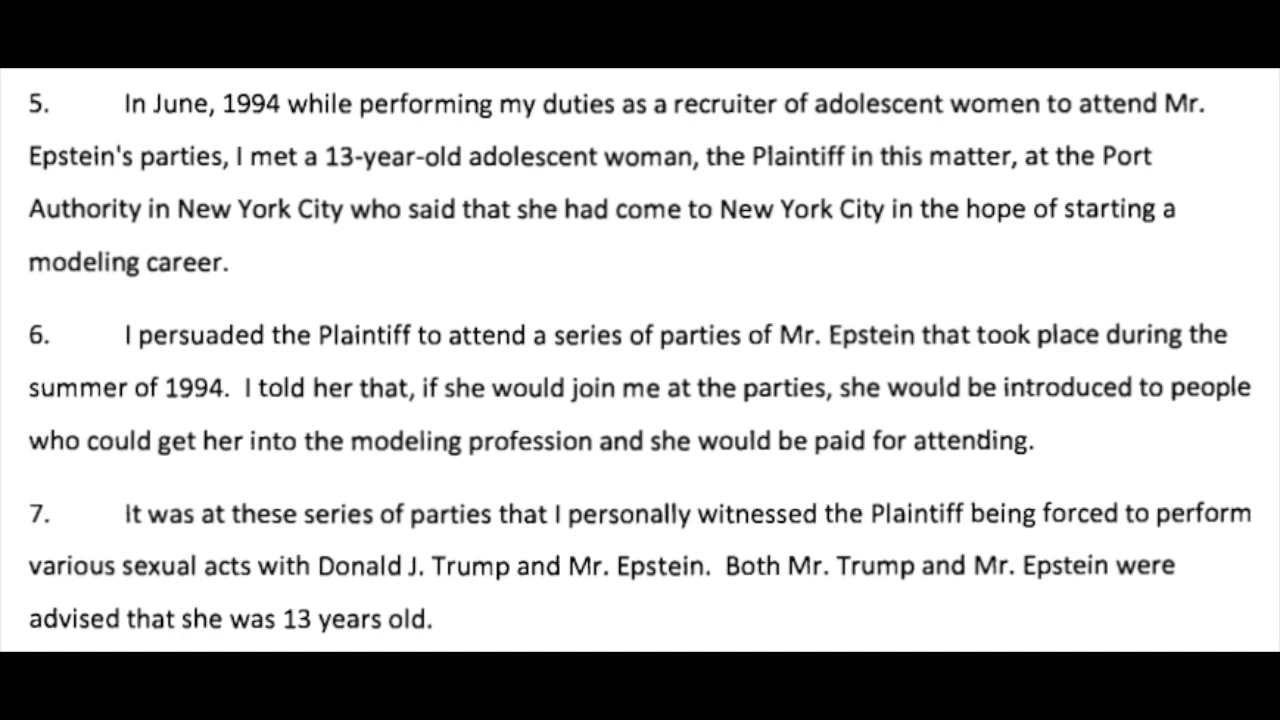 5. In June, 1994 while performing my duties as a recruiter of adolescent women to attend Mr.
Epstein's parties, I met a 13-year-old adolescent woman, the Plaintiff in this matter, at the Port
Authority in New York City who said that she had come to New York City in the hope of starting a
modeling career.
6. I persuaded the Plaintiff to attend a series of parties of Mr. Epstein that took place during the
summer of 1994. I told her that, if she would join me at the parties, she would be introduced to people
who could get her into the modeling profession and she would be paid for attending.
7. It was at these series of parties that I personally witnessed the Plaintiff being forced to perform
various sexual acts with Donald J. Trump and Mr. Epstein. Both Mr. Trump and Mr. Epstein were
advised that she was 13 years old.